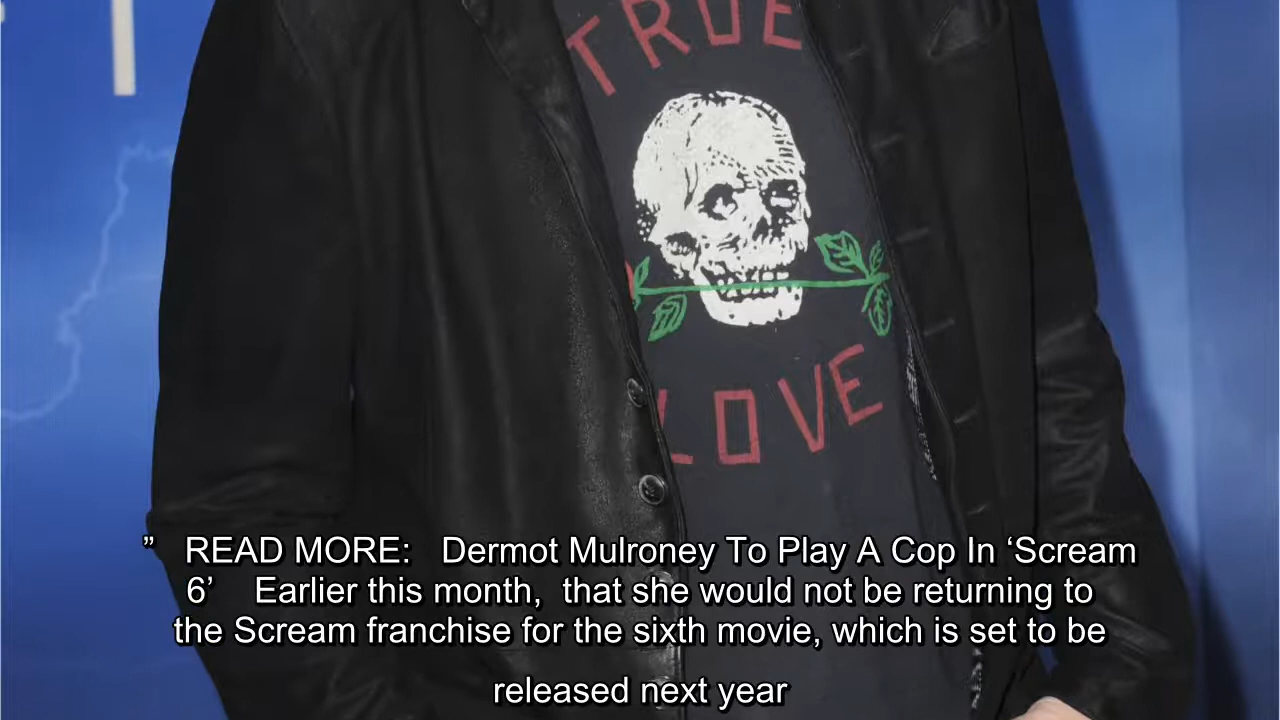 TRUE
LOVE
” READ MORE: Dermot Mulroney To Play A Cop In ‘Scream
6’ Earlier this month, that she would not be returning to
the Scream franchise for the sixth movie, which is set to be
released next year